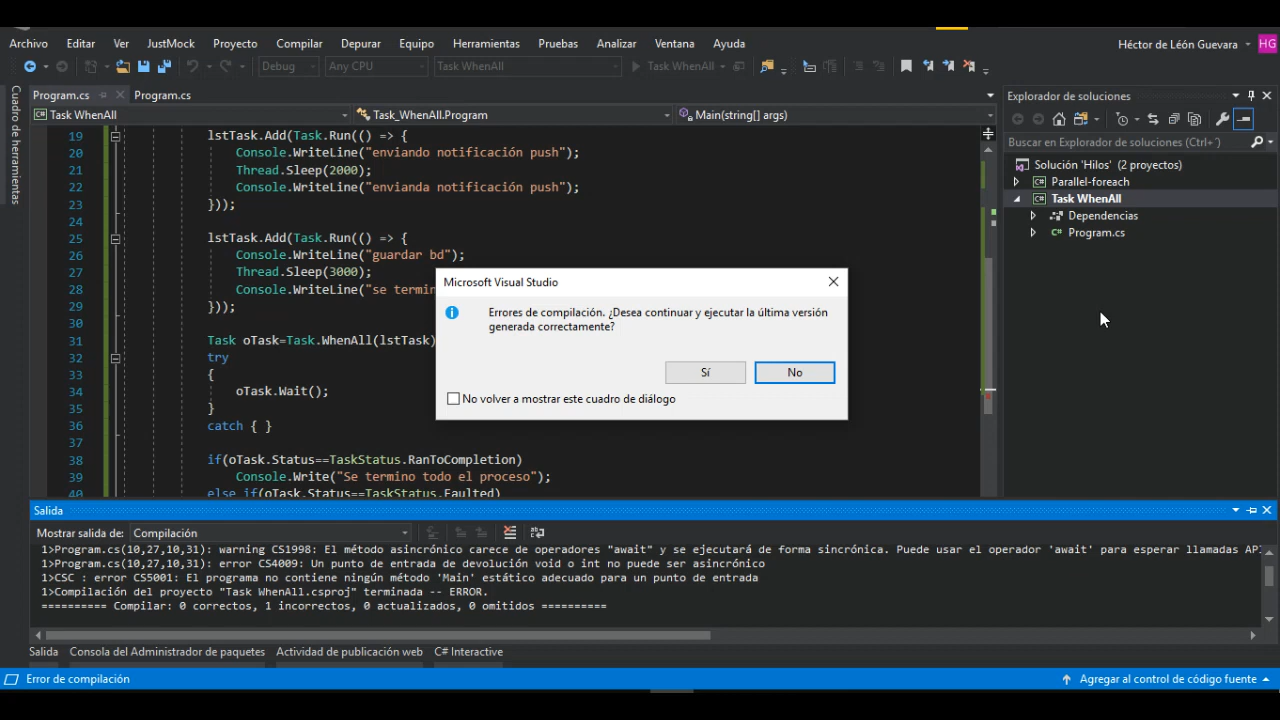 Archivo Editar Ver JustMock Proyecto Compilar Depurar Equipo Herramientas Pruebas Analizar Ventana Ayuda Héctor de León Guevara HG
Debug Any CPU Task WhenAll Task WhenAll
Cuadro de herramientas
Program.cs Program.cs
Task WhenAll Task_WhenAll.Program Main(string[] args)
19 lstTask.Add(Task.Run(() => {
20 Console.WriteLine("enviando notificación push");
21 Thread.Sleep(2000);
22 Console.WriteLine("envianda notificación push");
23 }));
24
25 lstTask.Add(Task.Run(() => {
26 Console.WriteLine("guardar bd");
27 Thread.Sleep(3000);
28 Console.WriteLine("se termin
29 }));
30
31 Task oTask=Task.WhenAll(lstTask)
32 try
33 {
34 oTask.Wait();
35 }
36 catch { }
37
38 if(oTask.Status==TaskStatus.RanToCompletion)
39 Console.Write("Se termino todo el proceso");
40 else if(oTask.Status==TaskStatus.Faulted)
Explorador de soluciones
Buscar en Explorador de soluciones (Ctrl+´)
Solución 'Hilos' (2 proyectos)
Parallel-foreach
Task WhenAll
Dependencias
Program.cs
Microsoft Visual Studio
Errores de compilación. ¿Desea continuar y ejecutar la última versión
generada correctamente?
Sí No
No volver a mostrar este cuadro de diálogo
Salida
Mostrar salida de: Compilación
1>Program.cs(10,27,10,31): warning CS1998: El método asincrónico carece de operadores "await" y se ejecutará de forma sincrónica. Puede usar el operador 'await' para esperar llamadas AP
1>Program.cs(10,27,10,31): error CS4009: Un punto de entrada de devolución void o int no puede ser asincrónico
1>CSC : error CS5001: El programa no contiene ningún método 'Main' estático adecuado para un punto de entrada
1>Compilación del proyecto "Task WhenAll.csproj" terminada -- ERROR.
========== Compilar: 0 correctos, 1 incorrectos, 0 actualizados, 0 omitidos ==========
Salida Consola del Administrador de paquetes Actividad de publicación web C# Interactive
Error de compilación Agregar al control de código fuente